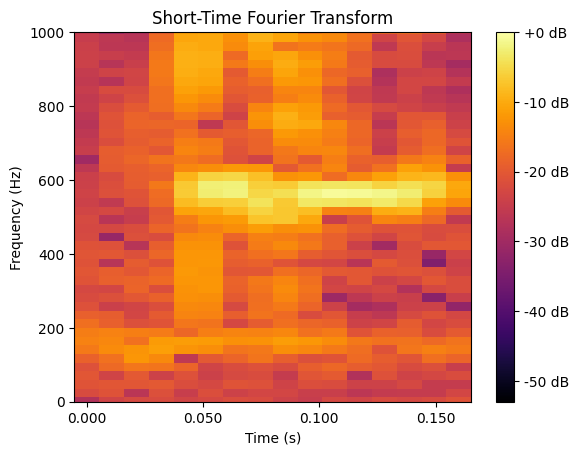 Short-Time Fourier Transform
1000
800
600
400
200
0
Frequency (Hz)
0.000
0.050
0.100
0.150
Time (s)
+0 dB
-10 dB
-20 dB
-30 dB
-40 dB
-50 dB